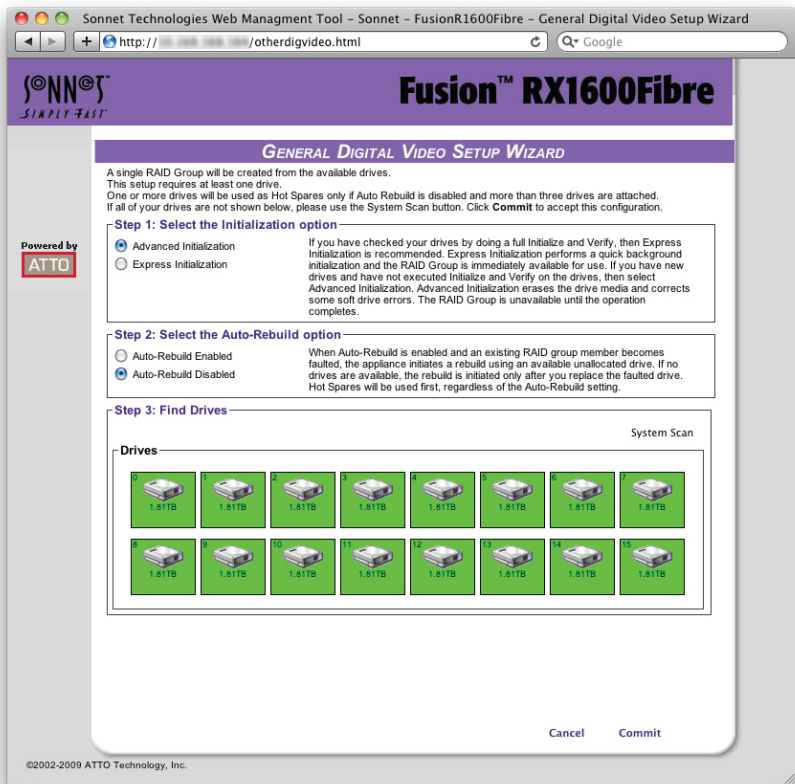 Sonnet Technologies Web Managment Tool – Sonnet – FusionR1600Fibre – General Digital Video Setup Wizard
http:// /otherdigvideo.html
Google
SONNET
SIMPLY FAST
Fusion™ RX1600Fibre
GENERAL DIGITAL VIDEO SETUP WIZARD
A single RAID Group will be created from the available drives.
This setup requires at least one drive.
One or more drives will be used as Hot Spares only if Auto Rebuild is disabled and more than three drives are attached.
If all of your drives are not shown below, please use the System Scan button. Click Commit to accept this configuration.
Powered by
ATTO
Step 1: Select the Initialization option
Advanced Initialization
Express Initialization
If you have checked your drives by doing a full Initialize and Verify, then Express
Initialization is recommended. Express Initialization performs a quick background
initialization and the RAID Group is immediately available for use. If you have new
drives and have not executed Initialize and Verify on the drives, then select
Advanced Initialization. Advanced Initialization erases the drive media and corrects
some soft drive errors. The RAID Group is unavailable until the operation
completes.
Step 2: Select the Auto-Rebuild option
Auto-Rebuild Enabled
Auto-Rebuild Disabled
When Auto-Rebuild is enabled and an existing RAID group member becomes
faulted, the appliance initiates a rebuild using an available unallocated drive. If no
drives are available, the rebuild is initiated only after you replace the faulted drive.
Hot Spares will be used first, regardless of the Auto-Rebuild setting.
Step 3: Find Drives
System Scan
Drives
0 1 2 3 4 5 6 7
1.81TB 1.81TB 1.81TB 1.81TB 1.81TB 1.81TB 1.81TB 1.81TB
8 9 10 11 12 13 14 15
1.81TB 1.81TB 1.81TB 1.81TB 1.81TB 1.81TB 1.81TB 1.81TB
Cancel Commit
©2002-2009 ATTO Technology, Inc.